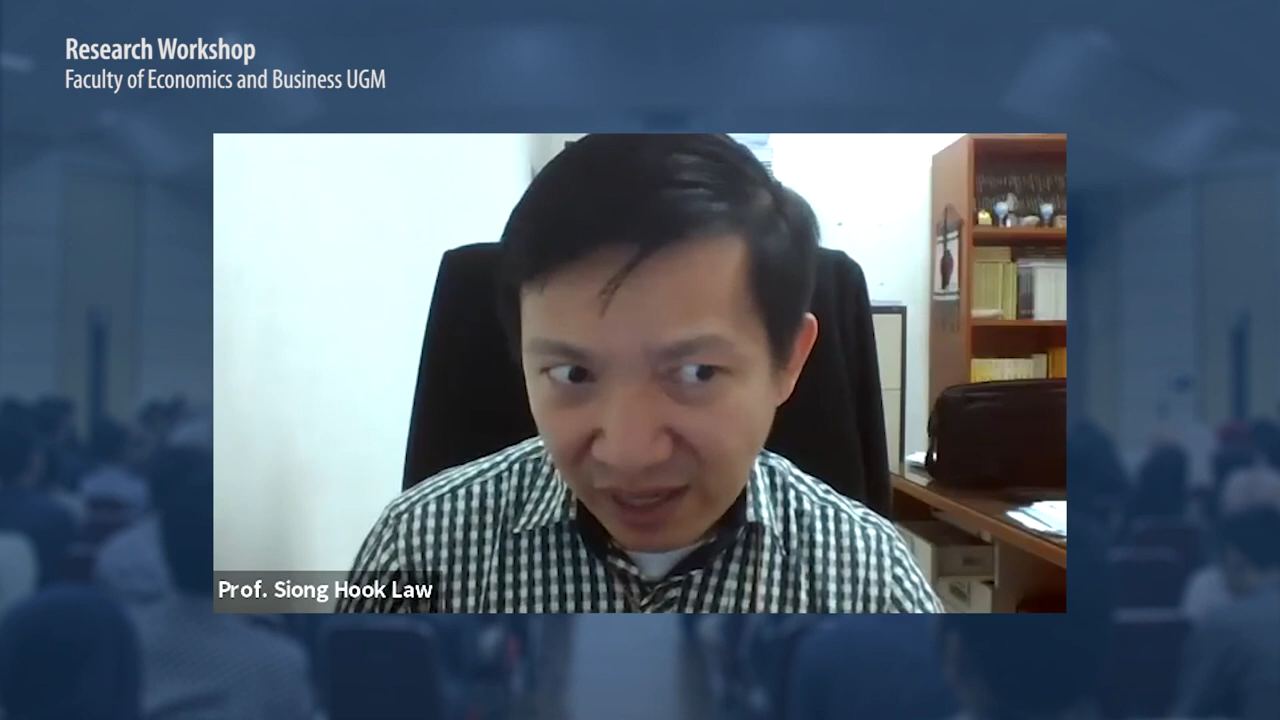 Research Workshop
Faculty of Economics and Business UGM
Prof. Siong Hook Law